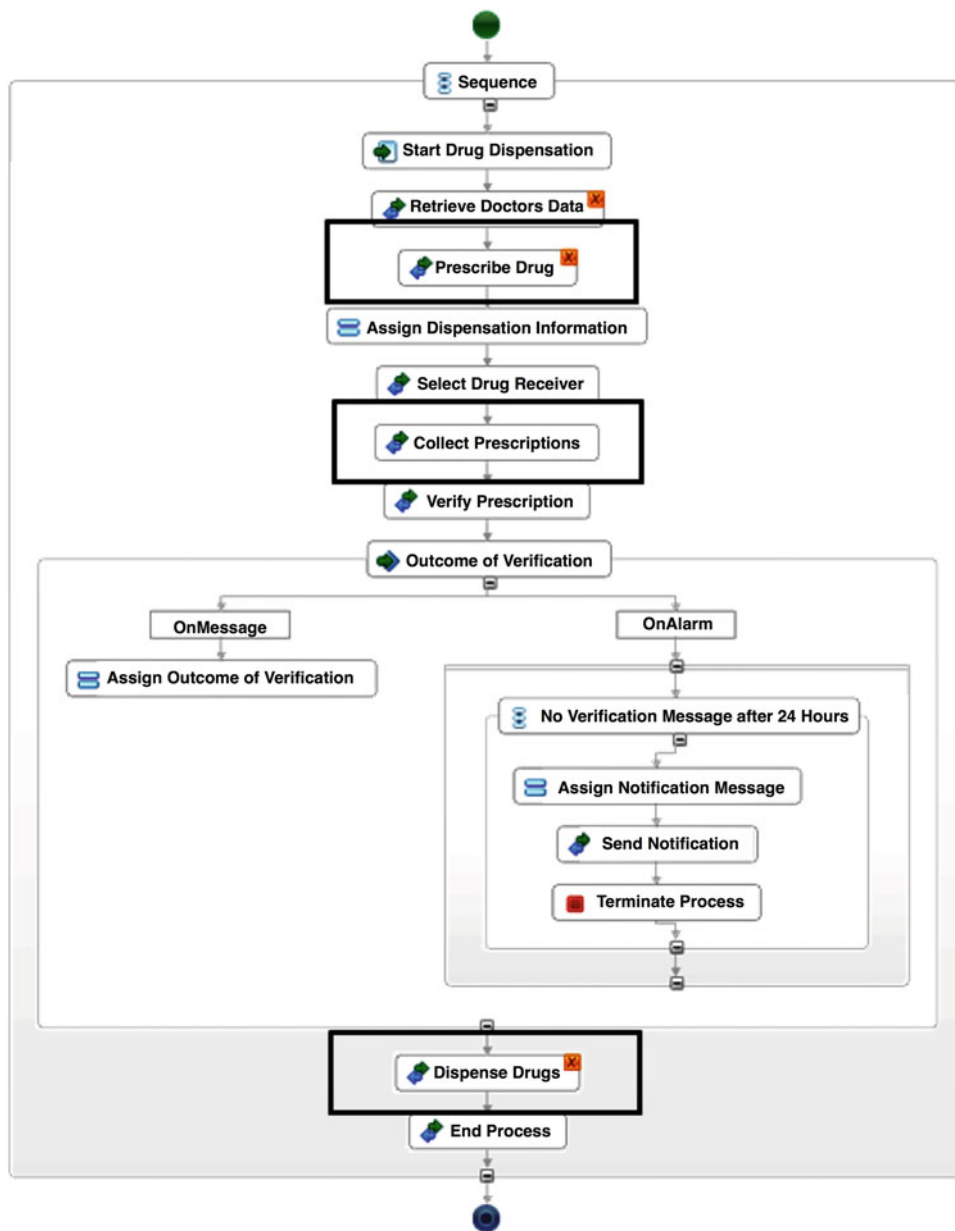 Sequence
Start Drug Dispensation
Retrieve Doctors Data
Prescribe Drug
Assign Dispensation Information
Select Drug Receiver
Collect Prescriptions
Verify Prescription
Outcome of Verification
OnMessage
OnAlarm
Assign Outcome of Verification
No Verification Message after 24 Hours
Assign Notification Message
Send Notification
Terminate Process
Dispense Drugs
End Process